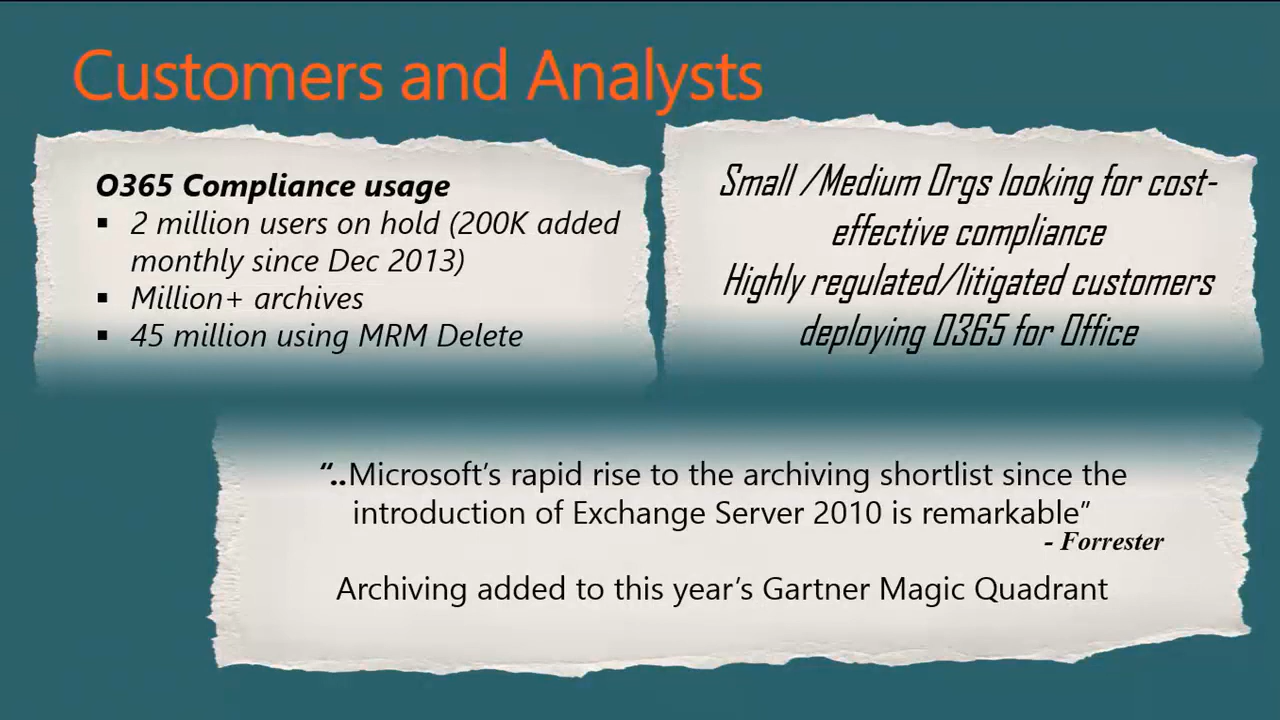 Customers and Analysts
O365 Compliance usage
▪ 2 million users on hold (200K added
monthly since Dec 2013)
▪ Million+ archives
▪ 45 million using MRM Delete
Small /Medium Orgs looking for cost-
effective compliance
Highly regulated/litigated customers
deploying O365 for Office
“..Microsoft’s rapid rise to the archiving shortlist since the
introduction of Exchange Server 2010 is remarkable”
- Forrester
Archiving added to this year’s Gartner Magic Quadrant